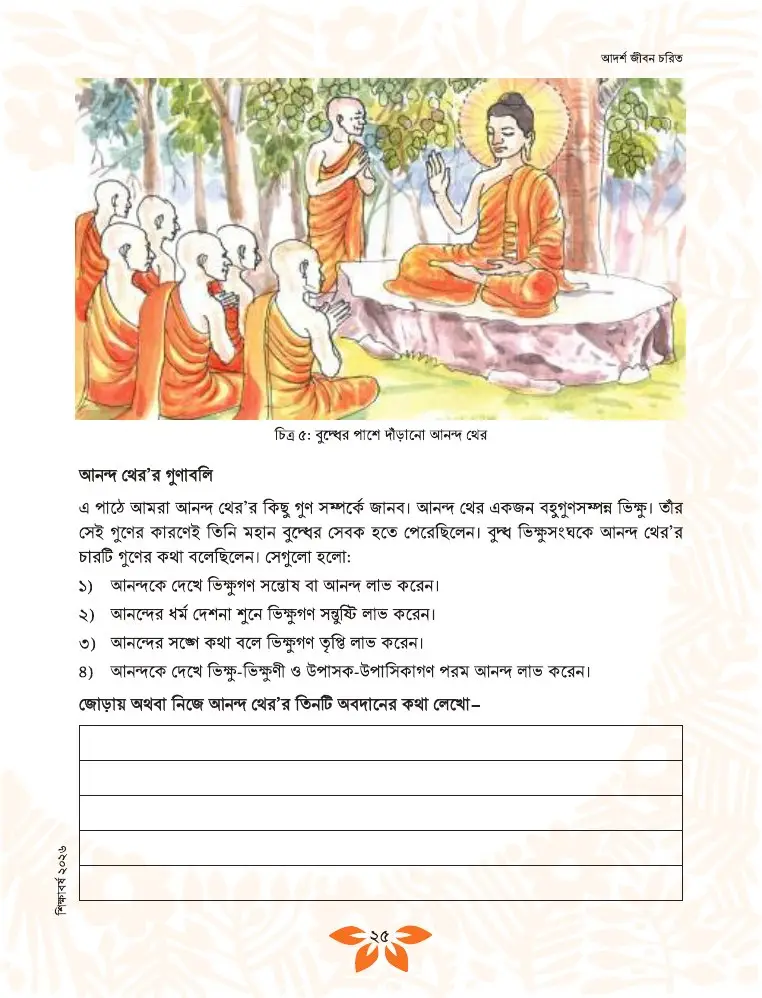 আদর্শ জীবন চরিত
চিত্র ৫: বুদ্ধের পাশে দাঁড়ানো আনন্দ থের
আনন্দ থের’র গুণাবলি
এ পাঠে আমরা আনন্দ থের’র কিছু গুণ সম্পর্কে জানব। আনন্দ থের একজন বহুগুণসম্পন্ন ভিক্ষু। তাঁর
সেই গুণের কারণেই তিনি মহান বুদ্ধের সেবক হতে পেরেছিলেন। বুদ্ধ ভিক্ষুসংঘকে আনন্দ থের’র
চারটি গুণের কথা বলেছিলেন। সেগুলো হলো:
১) আনন্দকে দেখে ভিক্ষুগণ সন্তোষ বা আনন্দ লাভ করেন।
২) আনন্দের ধর্ম দেশনা শুনে ভিক্ষুগণ সন্তুষ্টি লাভ করেন।
৩) আনন্দের সঙ্গে কথা বলে ভিক্ষুগণ তৃপ্তি লাভ করেন।
৪) আনন্দকে দেখে ভিক্ষু-ভিক্ষুণী ও উপাসক-উপাসিকাগণ পরম আনন্দ লাভ করেন।
জোড়ায় অথবা নিজে আনন্দ থের’র তিনটি অবদানের কথা লেখো–
শিক্ষাবর্ষ ২০২৬
২৫